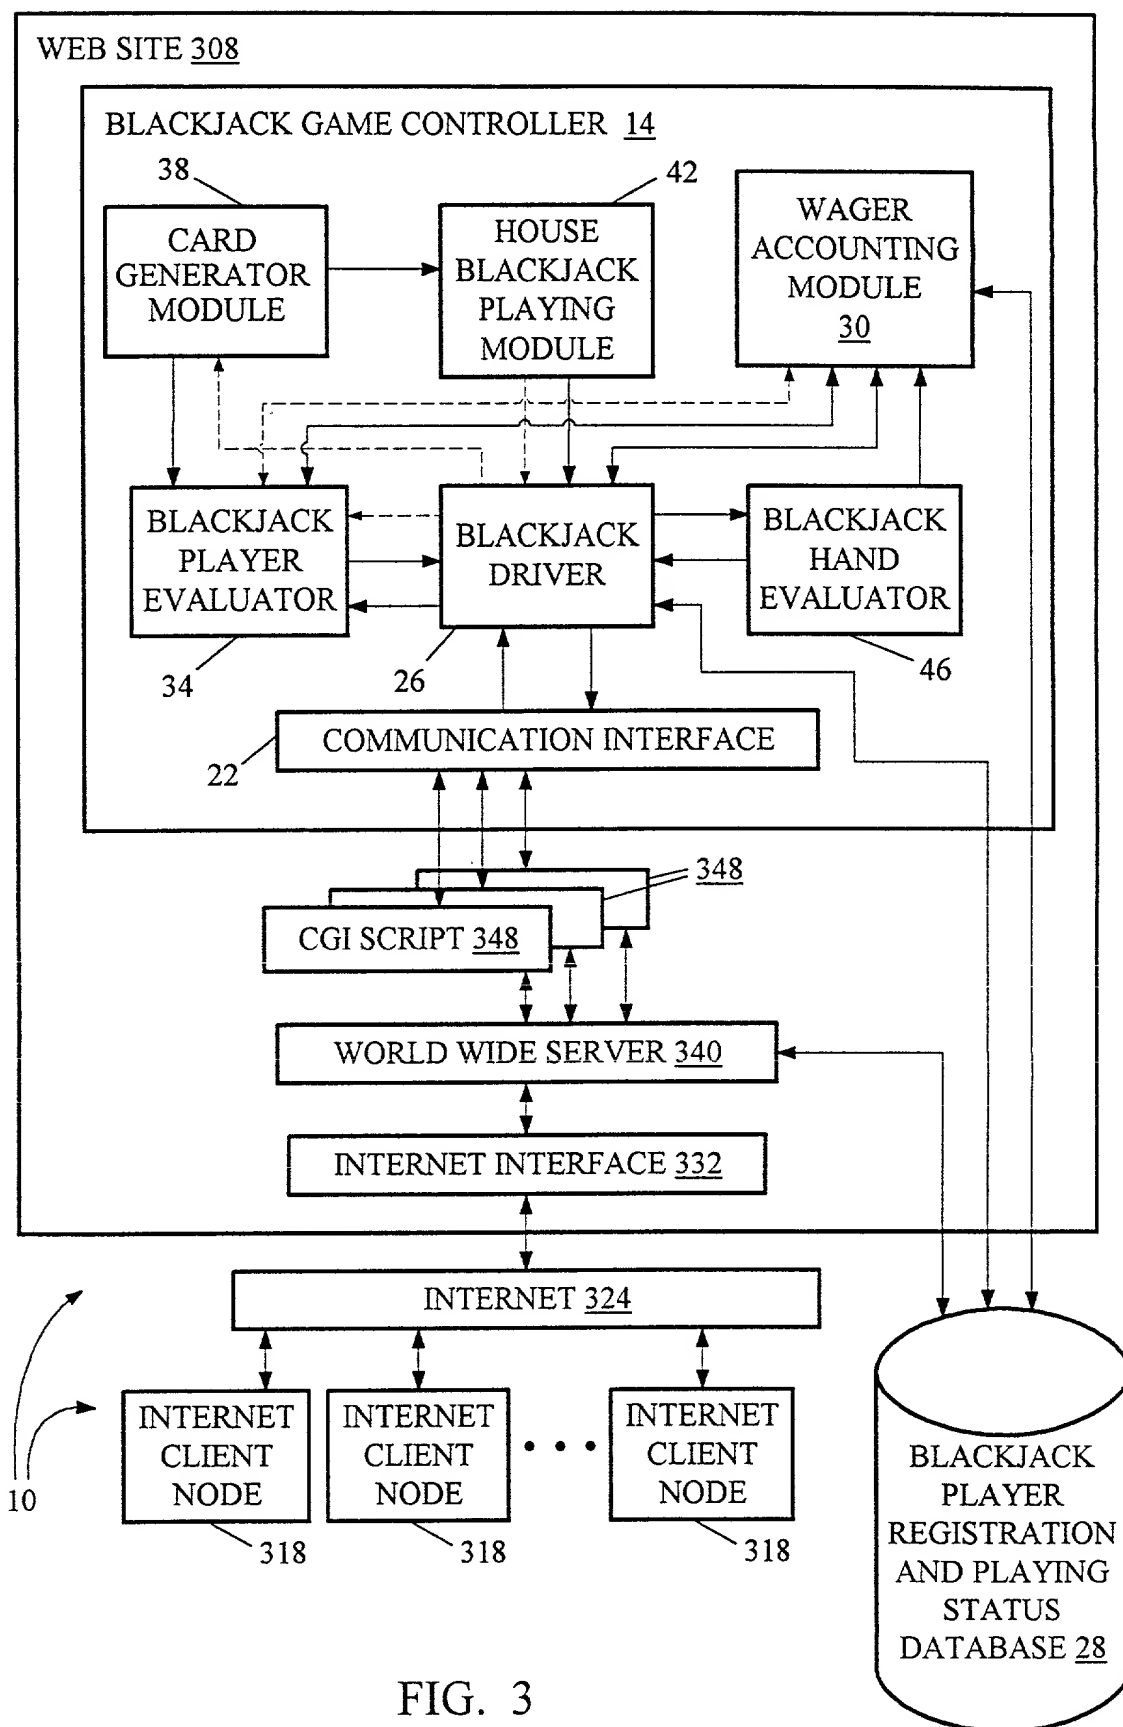 WEB SITE 308
BLACKJACK GAME CONTROLLER 14
38
42
CARD
GENERATOR
MODULE
HOUSE
BLACKJACK
PLAYING
MODULE
WAGER
ACCOUNTING
MODULE
30
BLACKJACK
PLAYER
EVALUATOR
BLACKJACK
DRIVER
BLACKJACK
HAND
EVALUATOR
34
26
46
COMMUNICATION INTERFACE
22
348
CGI SCRIPT 348
WORLD WIDE SERVER 340
INTERNET INTERFACE 332
INTERNET 324
INTERNET
CLIENT
NODE
INTERNET
CLIENT
NODE
INTERNET
CLIENT
NODE
10
318
318
318
BLACKJACK
PLAYER
REGISTRATION
AND PLAYING
STATUS
DATABASE 28
FIG. 3